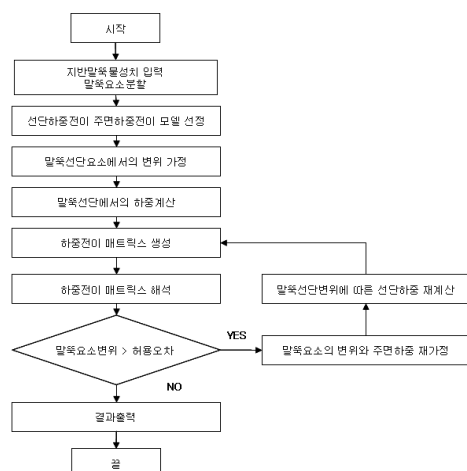 시작
지반말뚝물성치 입력
말뚝요소분할
선단하중전이 주면하중전이 모델 선정
말뚝선단요소에서의 변위 가정
말뚝선단에서의 하중계산
하중전이 매트릭스 생성
하중전이 매트릭스 해석
말뚝선단변위에 따른 선단하중 재계산
말뚝요소변위 > 허용오차
YES
말뚝요소의 변위와 주면하중 재가정
NO
결과출력
끝